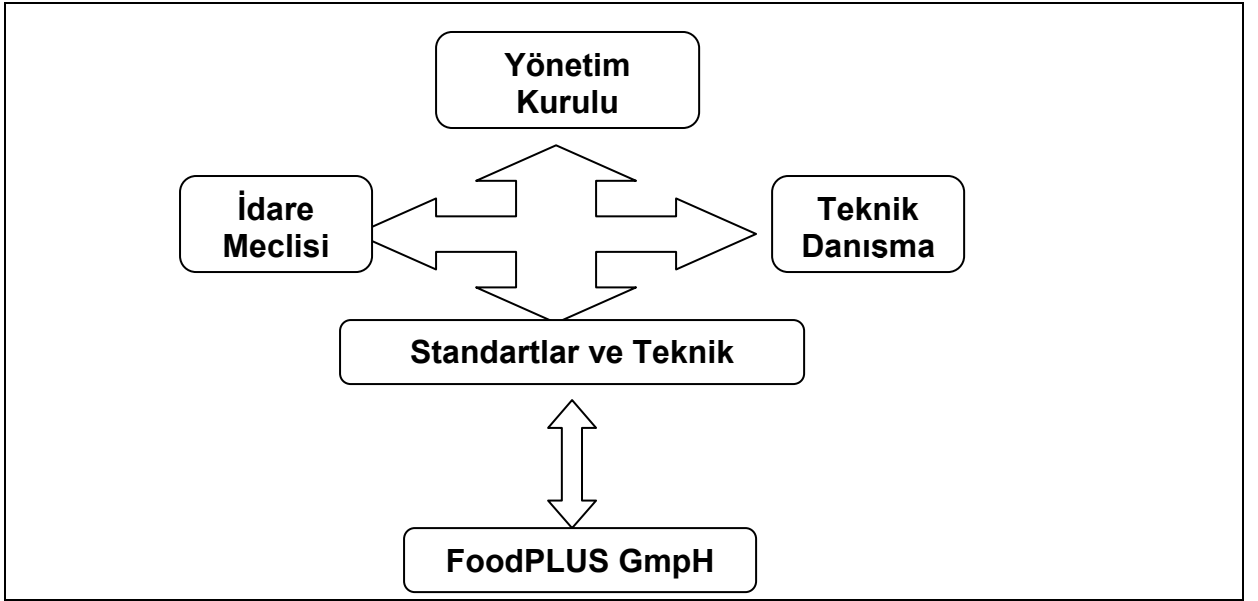 Yönetim
Kurulu
İdare
Meclisi
Teknik
Danısma
Standartlar ve Teknik
FoodPLUS GmpH